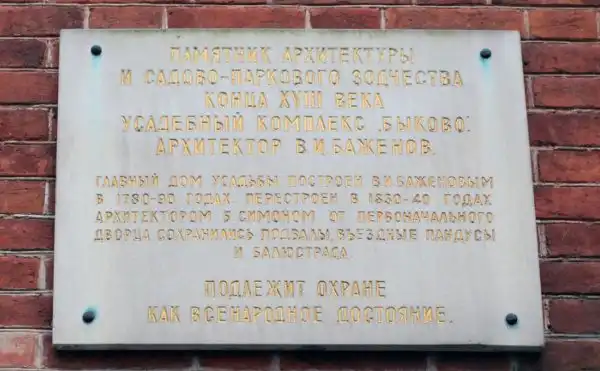 ПАМЯТНИК АРХИТЕКТУРЫ
И САДОВО-ПАРКОВОГО ЗОДЧЕСТВА
КОНЦА XVIII ВЕКА
УСАДЕБНЫЙ КОМПЛЕКС „БЫКОВО".
АРХИТЕКТОР В.И.БАЖЕНОВ.
ГЛАВНЫЙ ДОМ УСАДЬБЫ ПОСТРОЕН В.И.БАЖЕНОВЫМ
В 1780-90 ГОДАХ. ПЕРЕСТРОЕН В 1830-40 ГОДАХ
АРХИТЕКТОРОМ Б.СИМОНОМ. ОТ ПЕРВОНАЧАЛЬНОГО
ДВОРЦА СОХРАНИЛИСЬ ПОДВАЛЫ, ВЪЕЗДНЫЕ ПАНДУСЫ
И БАЛЮСТРАДА.
ПОДЛЕЖИТ ОХРАНЕ
КАК ВСЕНАРОДНОЕ ДОСТОЯНИЕ.